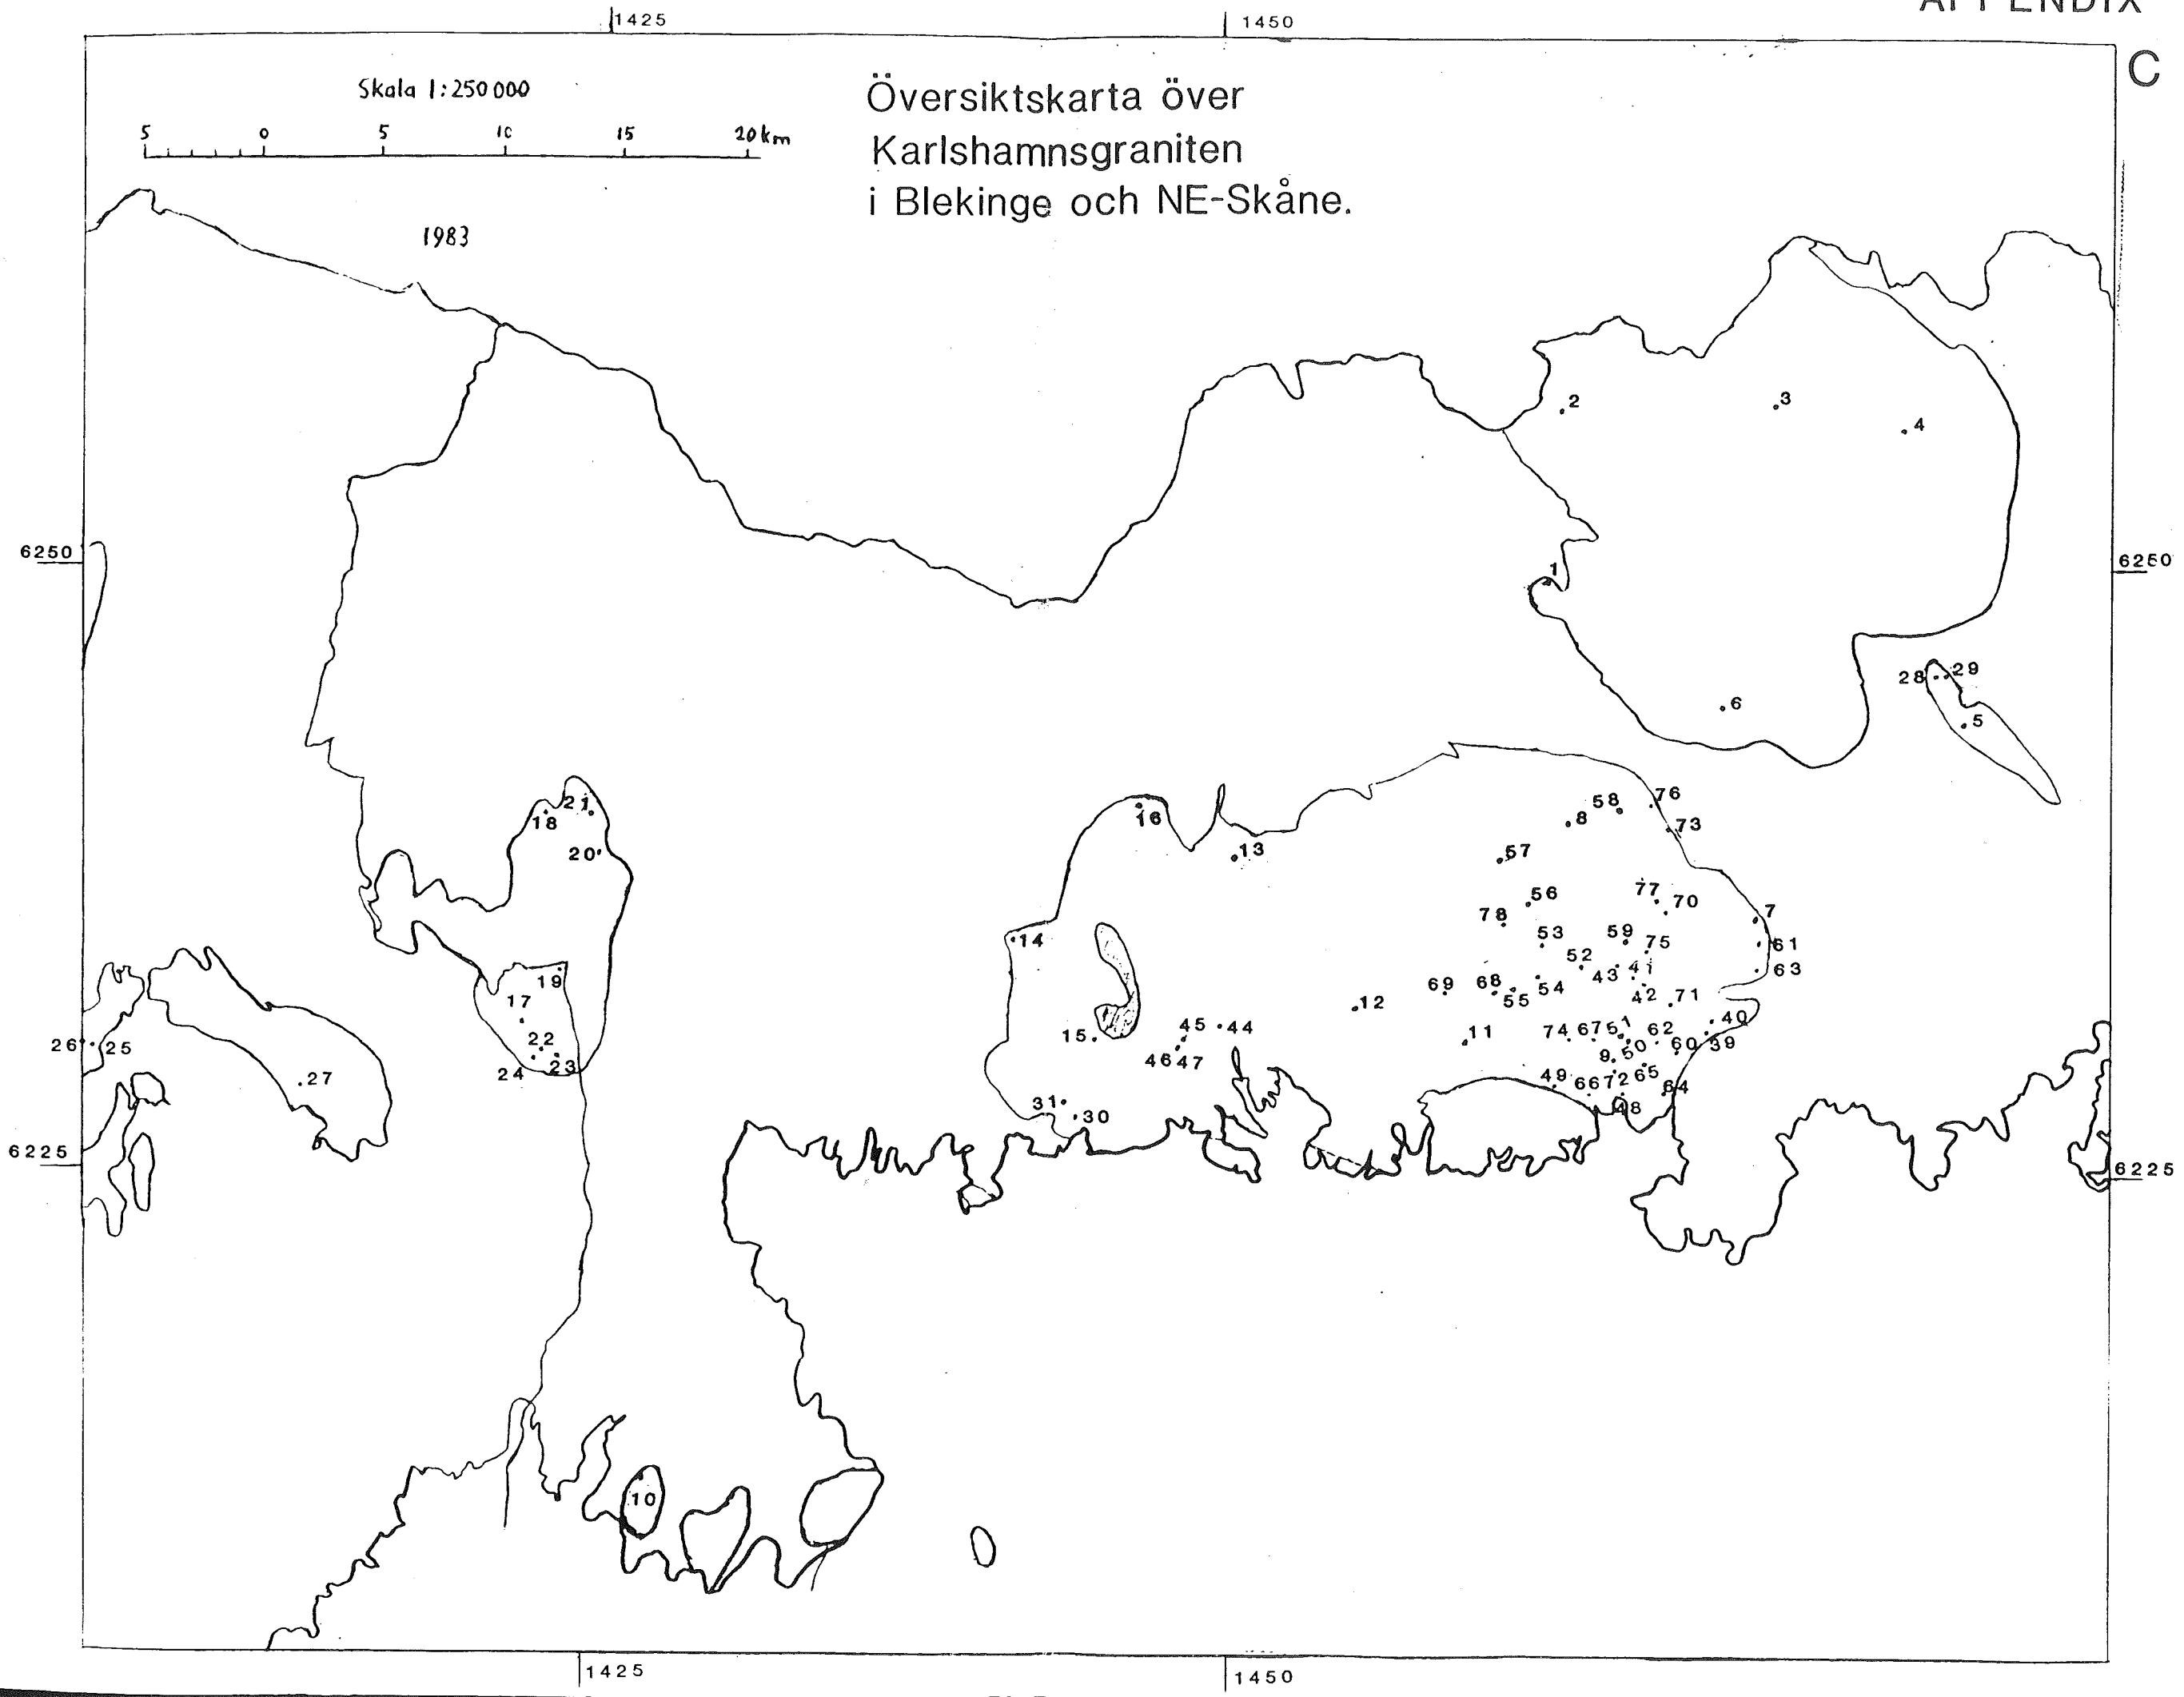 APPENDIX
C
1425 1450
Skala 1:250 000
5 0 5 10 15 20 km
Översiktskarta över
Karlshamnsgraniten
i Blekinge och NE-Skåne.
1983
2 3 4
6250 6250
1
28 29
6 5
21 18 20
16 13
58 76 8 73
57
56 77 70
78 7
14 53 59 75 61
52 43 41 63
19 69 68 54
17 55 42 71
12
15 45 44 11 74 67 51 62 40
26 25 22 46 47 9 50 60 39
24 23 27 49 66 72 65 64
31 30 48
6225 6225
10
1425 1450